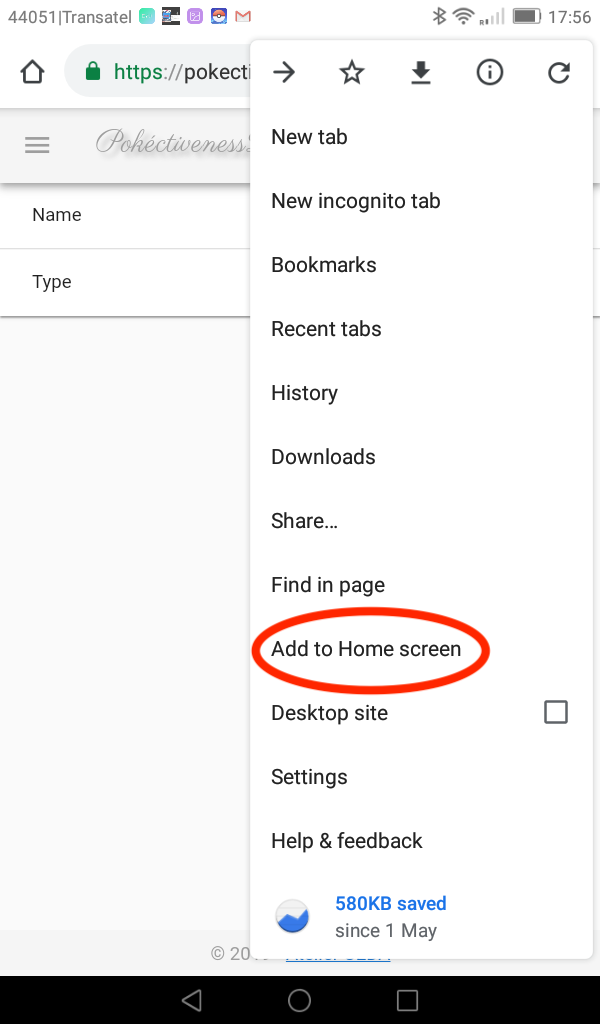 44051|Transatel 17:56
https://pokecti
Pokéctiveness
New tab
New incognito tab
Bookmarks
Name
Type
Recent tabs
History
Downloads
Share...
Find in page
Add to Home screen
Desktop site
Settings
Help & feedback
580KB saved
since 1 May
© 20